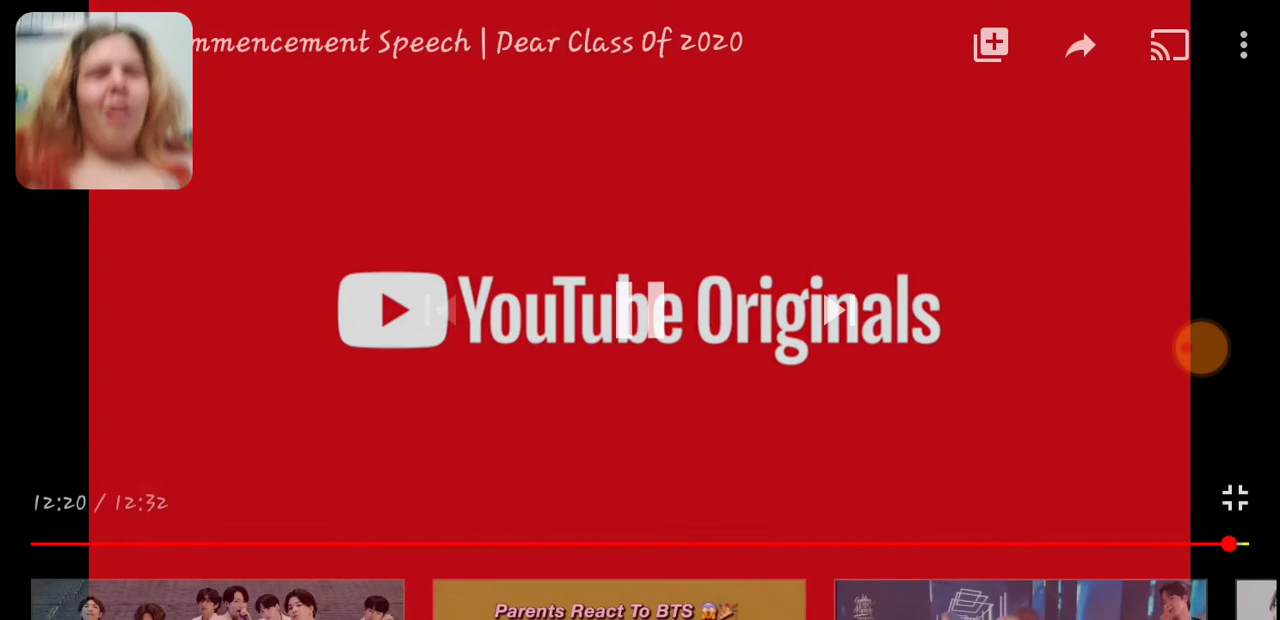 mmencement Speech | Dear Class Of 2020
YouTube Originals
12:20 / 12:32
Parents React To BTS 😱🎉